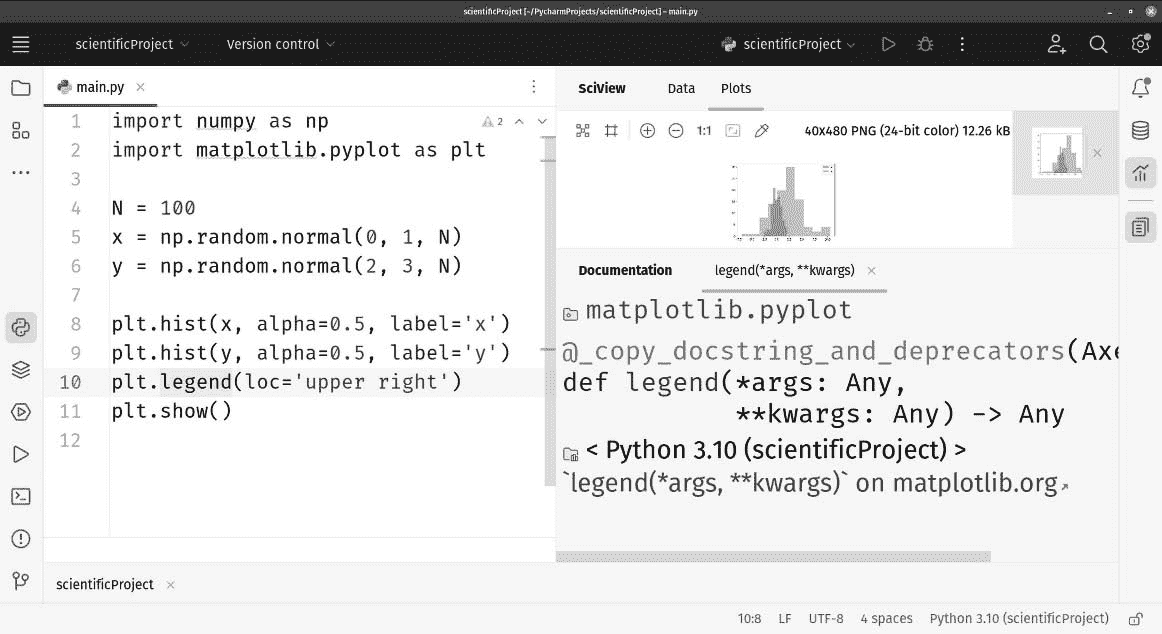 scientificProject [~/PycharmProjects/scientificProject] – main.py
scientificProject
Version control
scientificProject
main.py
SciView
Data
Plots
1 import numpy as np
2
2 import matplotlib.pyplot as plt
3
4 N = 100
5 x = np.random.normal(0, 1, N)
6 y = np.random.normal(2, 3, N)
7
8 plt.hist(x, alpha=0.5, label='x')
9 plt.hist(y, alpha=0.5, label='y')
10 plt.legend(loc='upper right')
11 plt.show()
12
1:1
40x480 PNG (24-bit color) 12.26 kB
Documentation
legend(*args, **kwargs)
matplotlib.pyplot
@_copy_docstring_and_deprecators(Axe
def legend(*args: Any,
**kwargs: Any) -> Any
< Python 3.10 (scientificProject) >
`legend(*args, **kwargs)` on matplotlib.org
scientificProject
10:8
LF
UTF-8
4 spaces
Python 3.10 (scientificProject)